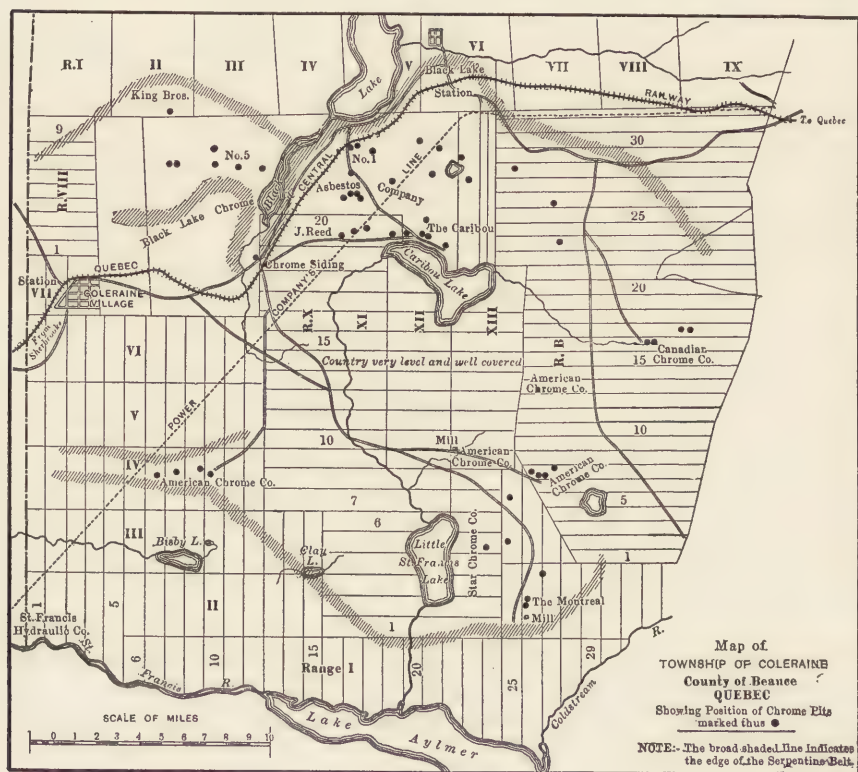 R.I
II
III
IV
V
VI
VII
VIII
IX
Lake
Black Lake
Station
RAILWAY
To Quebec
King Bros.
9
R.VIII
1
No.5
Black Lake Chrome
CENTRAL
No.1
Asbestos
LINE
Company
20
J.Reed
The Caribou
Chrome Siding
Caribou Lake
30
25
20
15
10
5
1
Station
VII
COLERAINE
VILLAGE
QUEBEC
From
Sherbrooke
COMPANY'S
POWER
R.X
XI
XII
XIII
R.B
15
Country very level and well covered
American
Chrome Co.
Canadian
Chrome Co.
VI
V
IV
American Chrome Co.
10
Mill
American
Chrome Co.
American
Chrome Co.
7
6
III
Bisby L.
Clay
L.
Little
St. Francis
Lake
Star Chrome Co.
The Montreal
Mill
1
1
5
II
St. Francis
Hydraulic Co.
6
10
15
Range I
20
25
29
St.
Francis
R.
Lake
Aylmer
Coldstream
R.
SCALE OF MILES
0 1 2 3 4 5 6 7 8 9 10
Map of
TOWNSHIP OF COLERAINE
County of Beauce
QUEBEC
Showing Position of Chrome Pits
marked thus
NOTE:- The broad shaded line indicates
the edge of the Serpentine Belt.